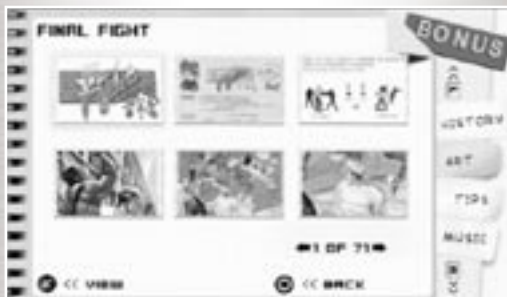 FINAL FIGHT
BONUS
HISTORY
ART
TIPS
MUSIC
1 OF 71
<< VIEW
<< BACK